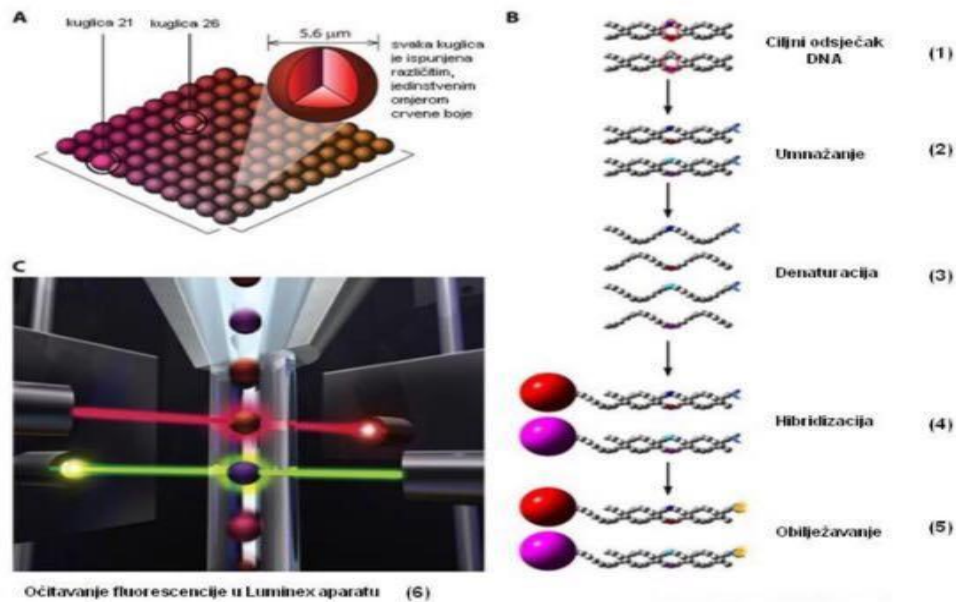 A
kuglica 21
kuglica 26
5.6 µm
svaka kuglica
je ispunjena
različitim,
jedinstvenim
omjerom
crvene boje
B
Ciljni odsječak
DNA
(1)
Umnažanje
(2)
Denaturacija
(3)
Hibridizacija
(4)
Obilježavanje
(5)
C
Očitavanje fluorescencije u Luminex aparatu (6)